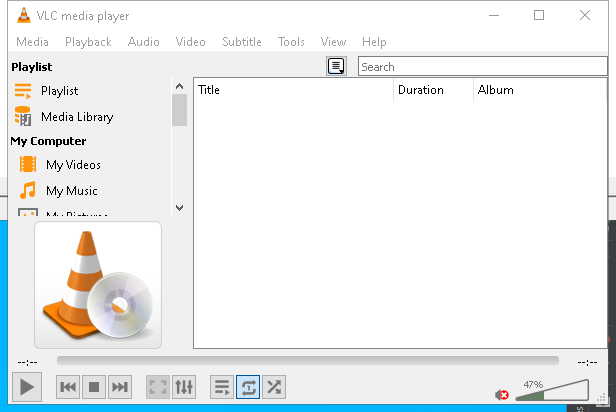 VLC media player
Media Playback Audio Video Subtitle Tools View Help
Playlist
Search
Playlist
Title Duration Album
Media Library
My Computer
My Videos
My Music
My Pictures
--:-- --:--
47%